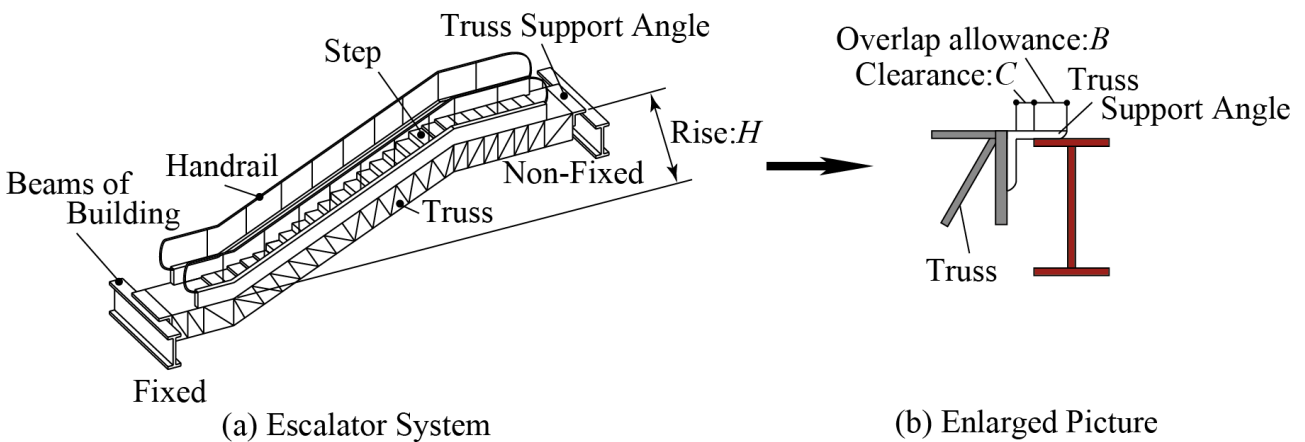 Truss Support Angle
Step
Handrail
Beams of
Building
Rise:H
Non-Fixed
Truss
Fixed
(a) Escalator System
Overlap allowance:B
Clearance:C
Truss
Support Angle
Truss
(b) Enlarged Picture